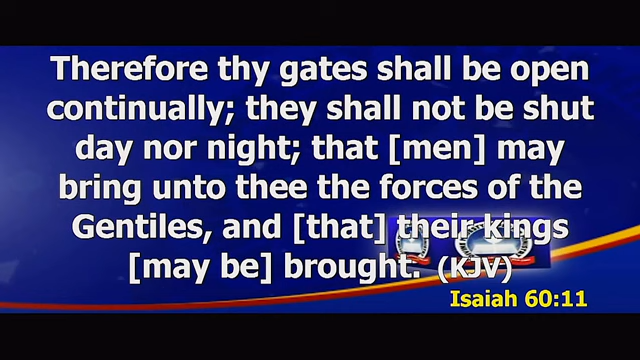 Therefore thy gates shall be open
continually; they shall not be shut
day nor night; that [men] may
bring unto thee the forces of the
Gentiles, and [that] their kings
[may be] brought. (KJV)
Isaiah 60:11